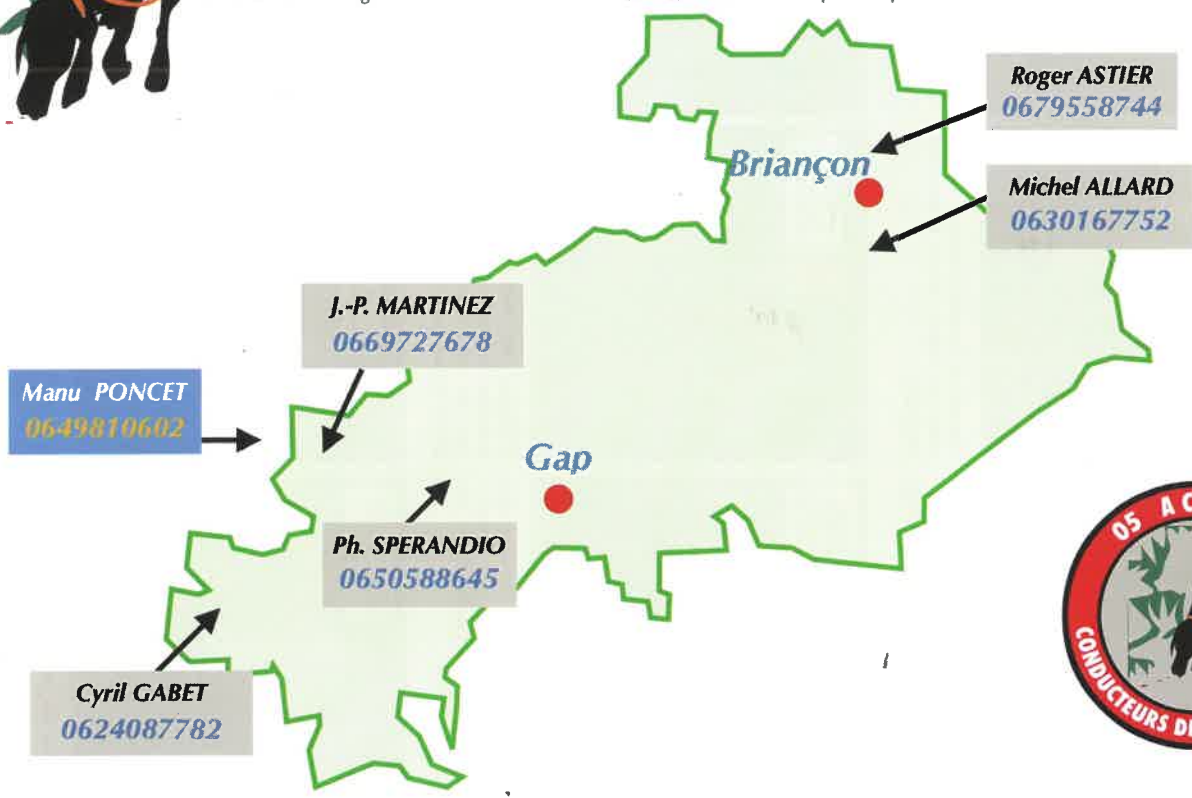 Roger ASTIER
0679558744
Briançon
Michel ALLARD
0630167752
J.-P. MARTINEZ
0669727678
Manu PONCET
0649810602
Gap
Ph. SPERANDIO
0650588645
Cyril GABET
0624087782
05 A C
CONDUCTEURS D